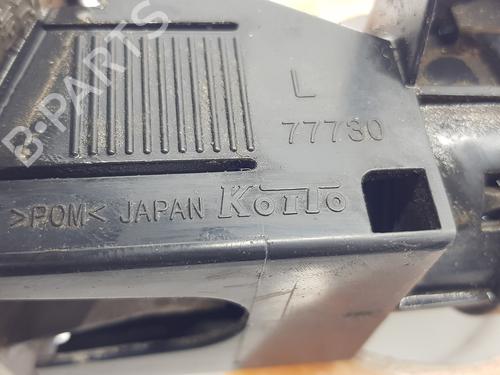 B-PARTS
L
77730
>POM< JAPAN KOITO